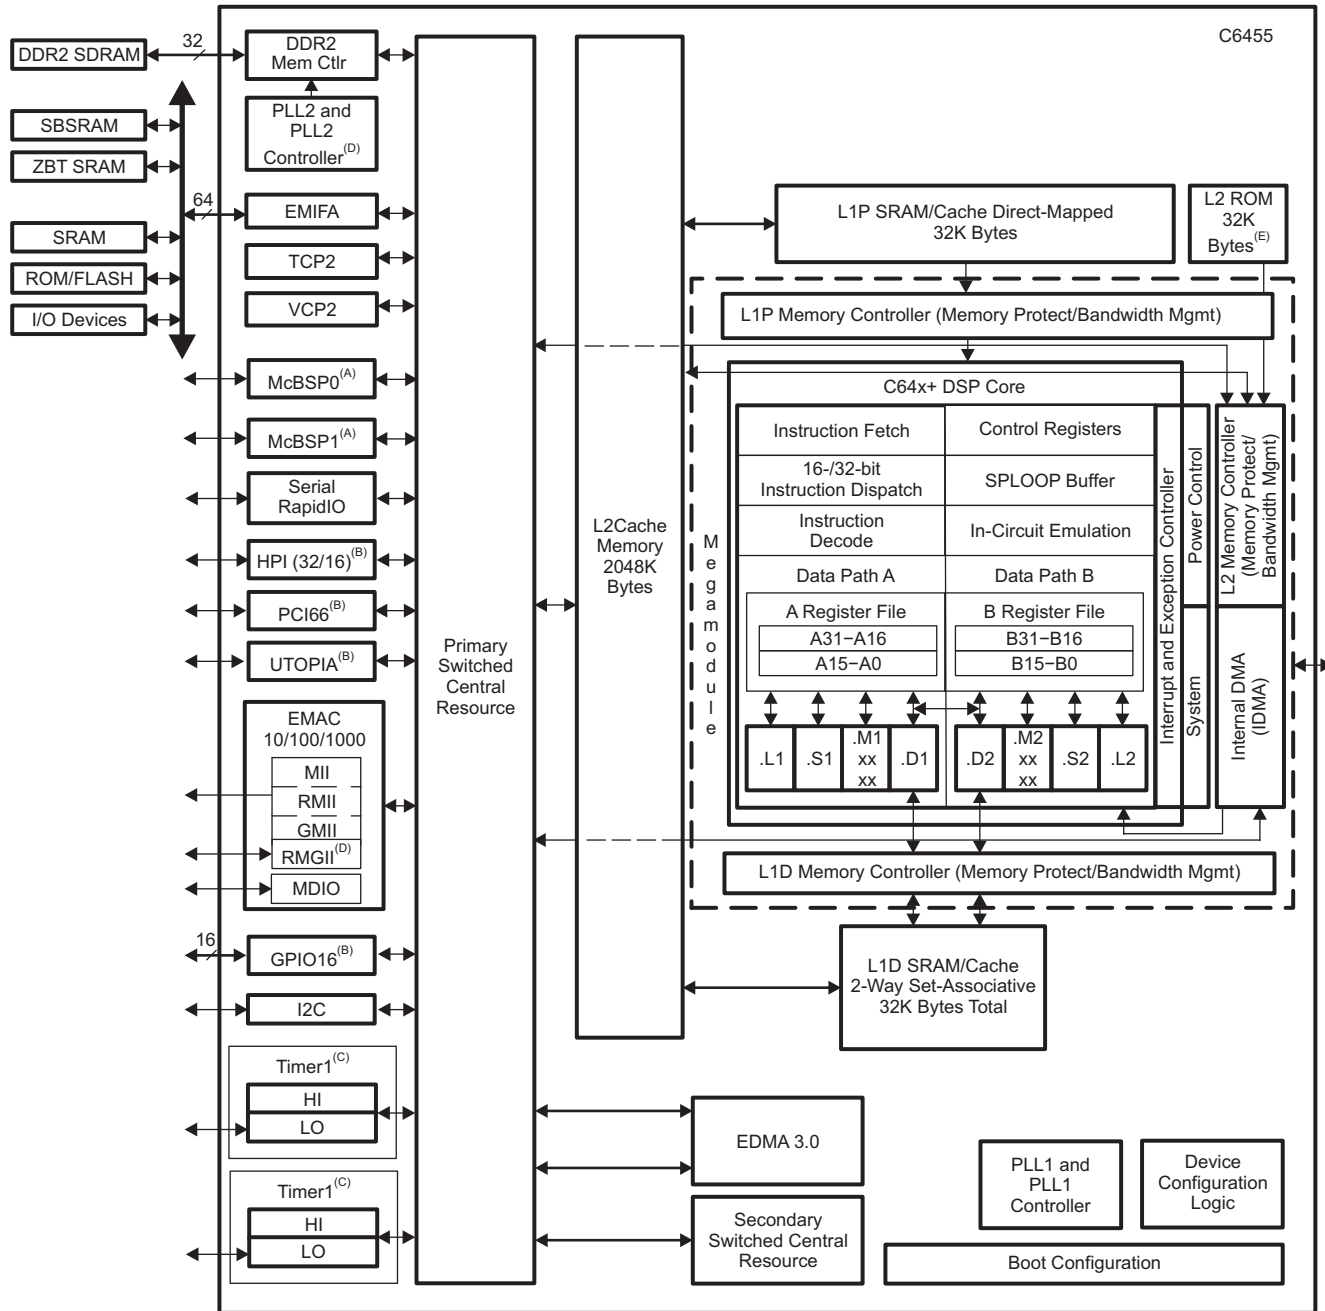 C6455
32
DDR2 SDRAM
DDR2
Mem Ctlr
PLL2 and
PLL2
Controller(D)
SBSRAM
ZBT SRAM
64
EMIFA
SRAM
TCP2
ROM/FLASH
VCP2
I/O Devices
McBSP0(A)
McBSP1(A)
Serial
RapidIO
HPI (32/16)(B)
PCI66(B)
UTOPIA(B)
EMAC
10/100/1000
MII
RMII
GMII
RMGII(D)
MDIO
16
GPIO16(B)
I2C
Timer1(C)
HI
LO
Timer1(C)
HI
LO
Primary
Switched
Central
Resource
L2Cache
Memory
2048K
Bytes
L1P SRAM/Cache Direct-Mapped
32K Bytes
L2 ROM
32K
Bytes(E)
L1P Memory Controller (Memory Protect/Bandwidth Mgmt)
Megamodule
C64x+ DSP Core
Instruction Fetch
Control Registers
16-/32-bit
Instruction Dispatch
SPLOOP Buffer
Instruction
Decode
In-Circuit Emulation
Data Path A
Data Path B
A Register File
B Register File
A31−A16
B31−B16
A15−A0
B15−B0
.L1
.S1
.M1
xx
xx
.D1
.D2
.M2
xx
xx
.S2
.L2
Interrupt and Exception Controller
Power Control
System
L2 Memory Controller
(Memory Protect/
Bandwidth Mgmt)
Internal DMA
(IDMA)
L1D Memory Controller (Memory Protect/Bandwidth Mgmt)
L1D SRAM/Cache
2-Way Set-Associative
32K Bytes Total
EDMA 3.0
Secondary
Switched Central
Resource
PLL1 and
PLL1
Controller
Device
Configuration
Logic
Boot Configuration